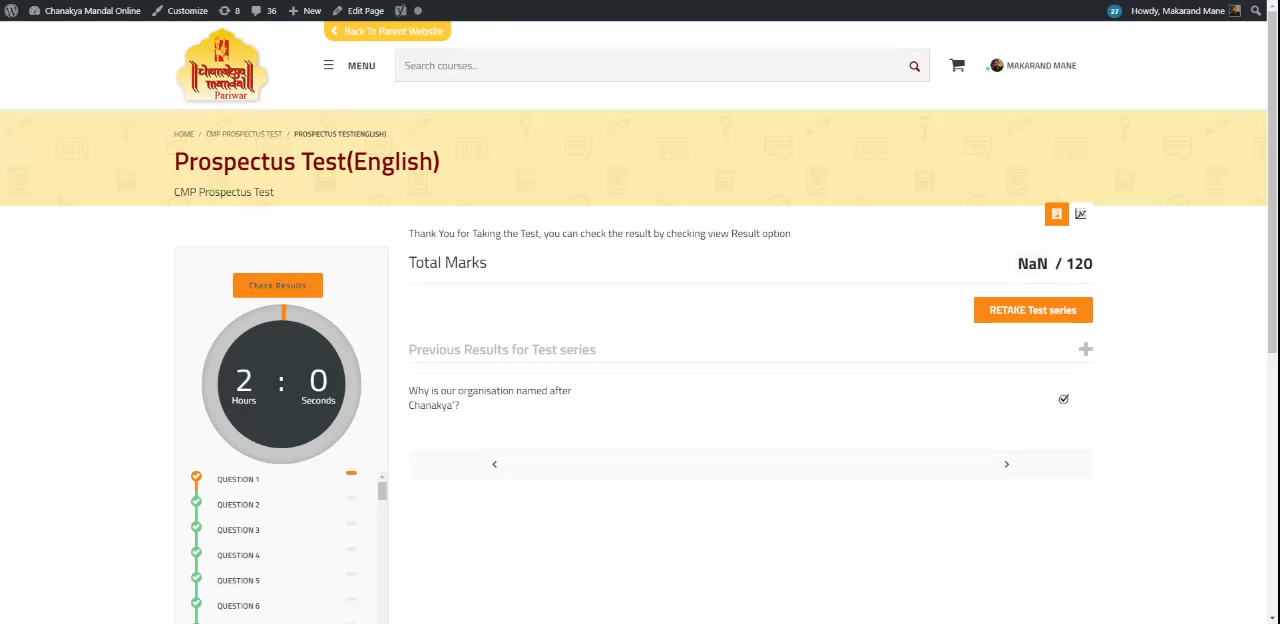 Chanakya Mandal Online Customize 8 36 New Edit Page 27 Howdy, Makarand Mane
Back To Parent Website
चाणक्य
मण्डल
Pariwar
MENU Search courses.. MAKARAND MANE
HOME / CMP PROSPECTUS TEST / PROSPECTUS TEST(ENGLISH)
Prospectus Test(English)
CMP Prospectus Test
Thank You for Taking the Test, you can check the result by checking view Result option
Total Marks NaN / 120
Check Results
RETAKE Test series
Previous Results for Test series
2 : 0
Hours Seconds
Why is our organisation named after
Chanakya'?
QUESTION 1
QUESTION 2
QUESTION 3
QUESTION 4
QUESTION 5
QUESTION 6